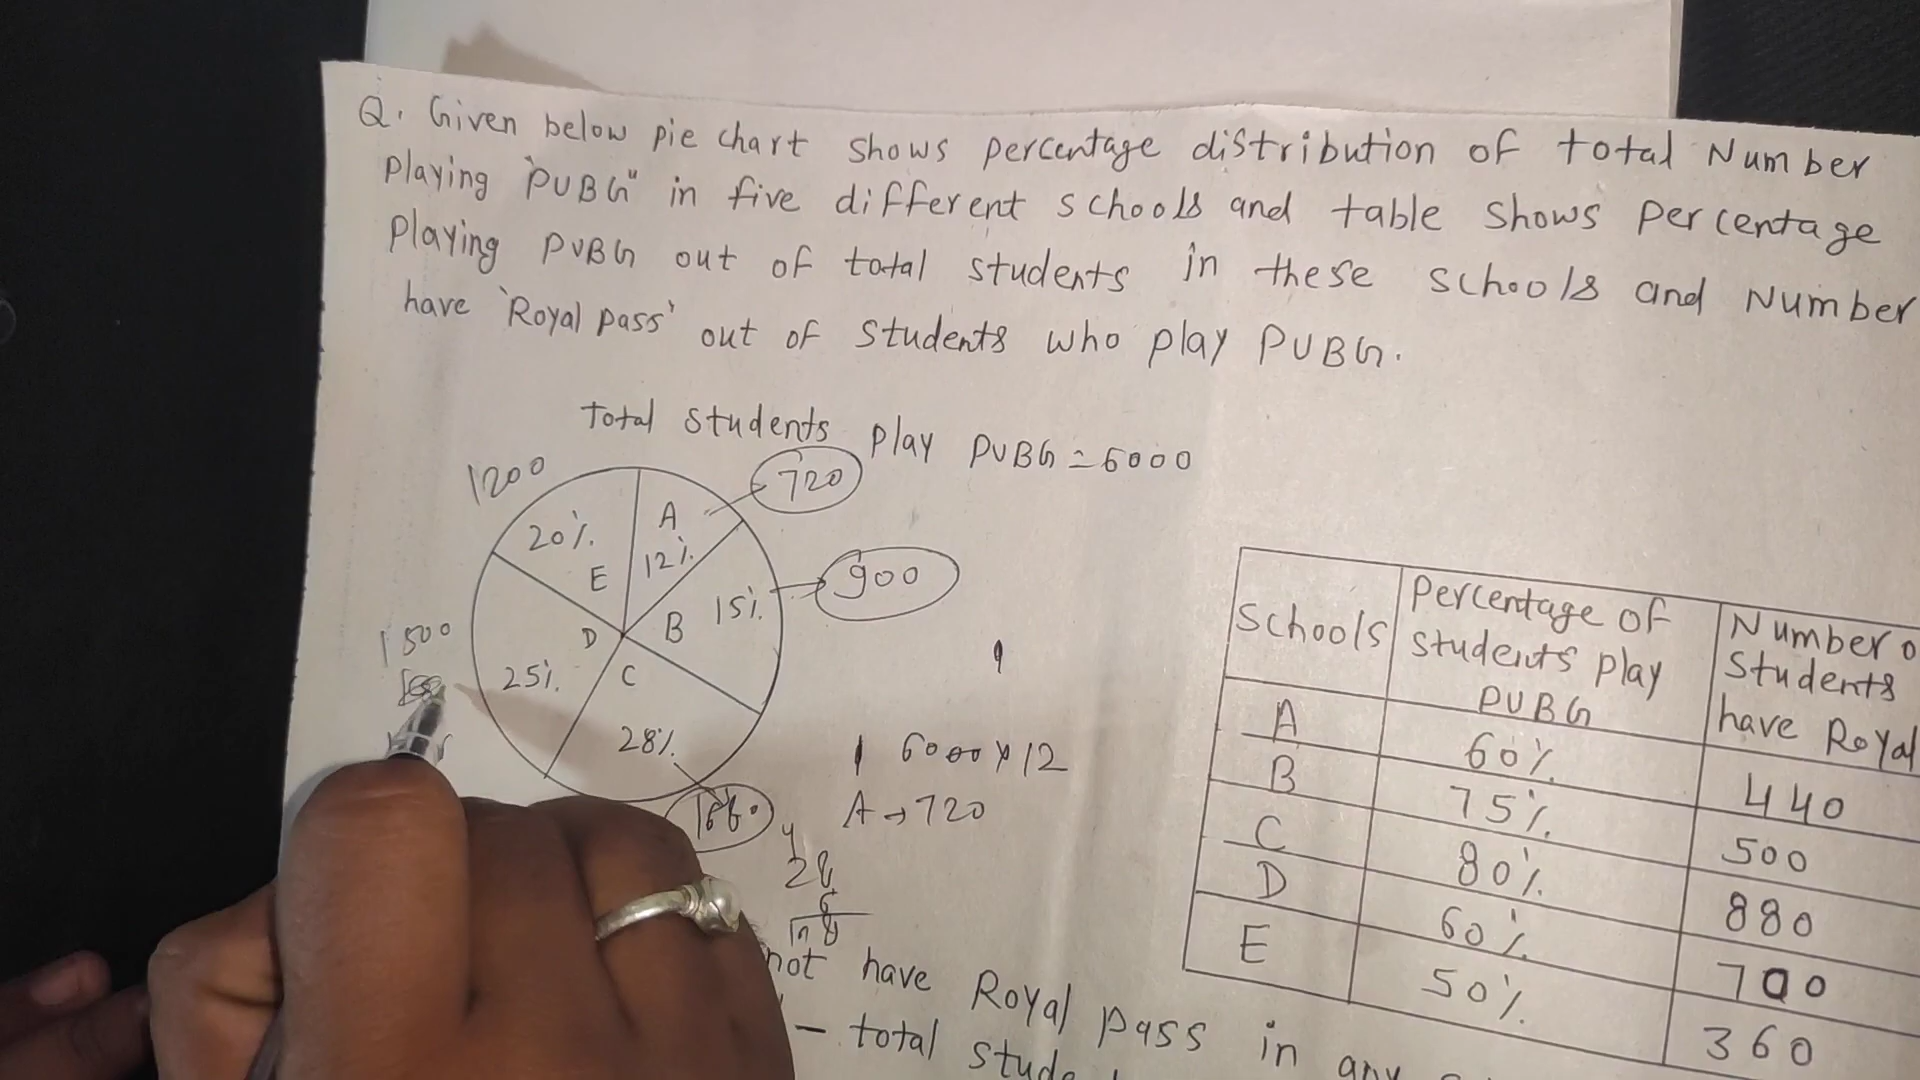 Q. Given below pie chart shows percentage distribution of total Number
Playing "PUBG" in five different schools and table shows Percentage
Playing PUBG out of total students in these schools and Number
have 'Royal pass' out of students who play PUBG.
Total students play PUBG = 6000
1200
720
20%
E
A
12%
900
15%
B
D
1500
25%
C
28%
6000 x 12
A → 720
28
6
not have Royal pass in any
- total stude
Schools Percentage of students play PUBG Number o students have Royal
A 60% 440
B 75% 500
C 80% 880
D 60% 700
E 50% 360